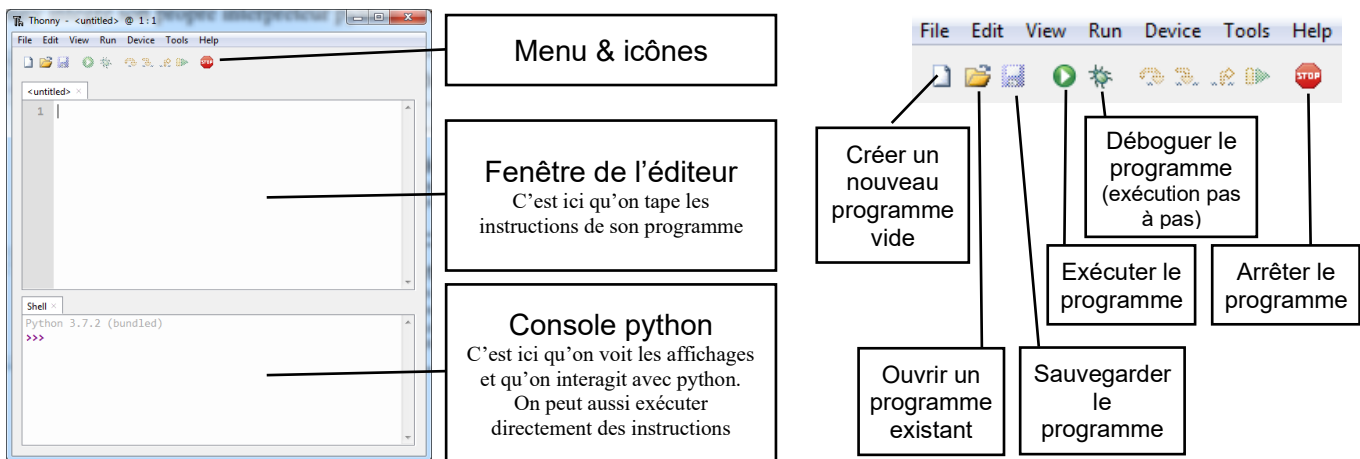 Thonny - <untitled> @ 1:1
File Edit View Run Device Tools Help
STOP
<untitled> ×
1
Shell ×
Python 3.7.2 (bundled)
>>>
Menu & icônes
Fenêtre de l’éditeur
C’est ici qu’on tape les
instructions de son programme
Console python
C’est ici qu’on voit les affichages
et qu’on interagit avec python.
On peut aussi exécuter
directement des instructions
File Edit View Run Device Tools Help
STOP
Créer un
nouveau
programme
vide
Déboguer le
programme
(exécution pas
à pas)
Exécuter le
programme
Arrêter le
programme
Ouvrir un
programme
existant
Sauvegarder
le
programme